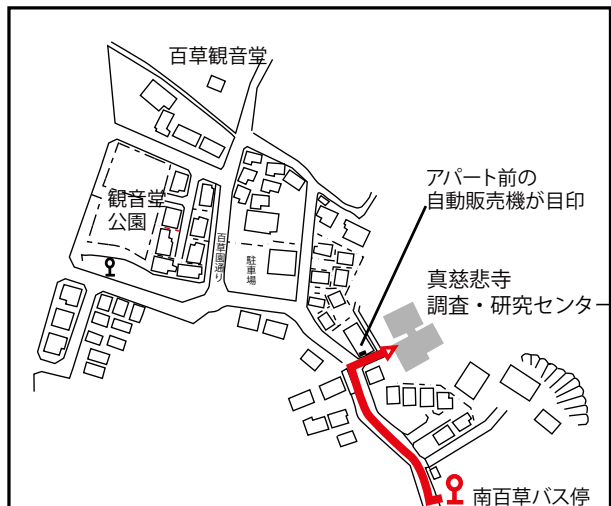 百草観音堂
アパート前の
自動販売機が目印
観音堂
公園
百草園通り
駐車場
真慈悲寺
調査・研究センター
南百草バス停